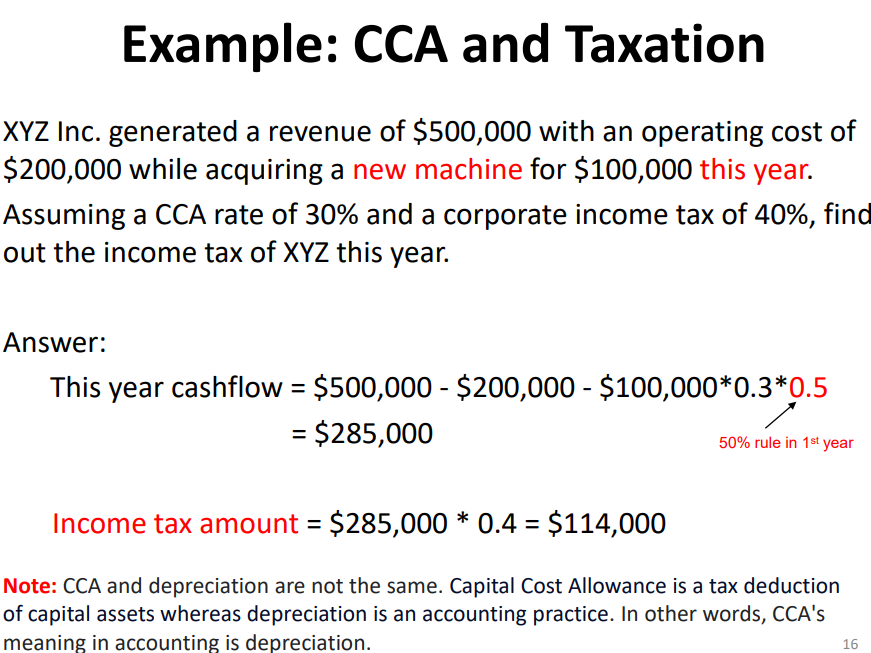 Example: CCA and Taxation
XYZ Inc. generated a revenue of $500,000 with an operating cost of
$200,000 while acquiring a new machine for $100,000 this year.
Assuming a CCA rate of 30% and a corporate income tax of 40%, find
out the income tax of XYZ this year.
Answer:
This year cashflow = $500,000 - $200,000 - $100,000*0.3*0.5
= $285,000
50% rule in 1st year
Income tax amount = $285,000 * 0.4 = $114,000
Note: CCA and depreciation are not the same. Capital Cost Allowance is a tax deduction
of capital assets whereas depreciation is an accounting practice. In other words, CCA's
meaning in accounting is depreciation.
16